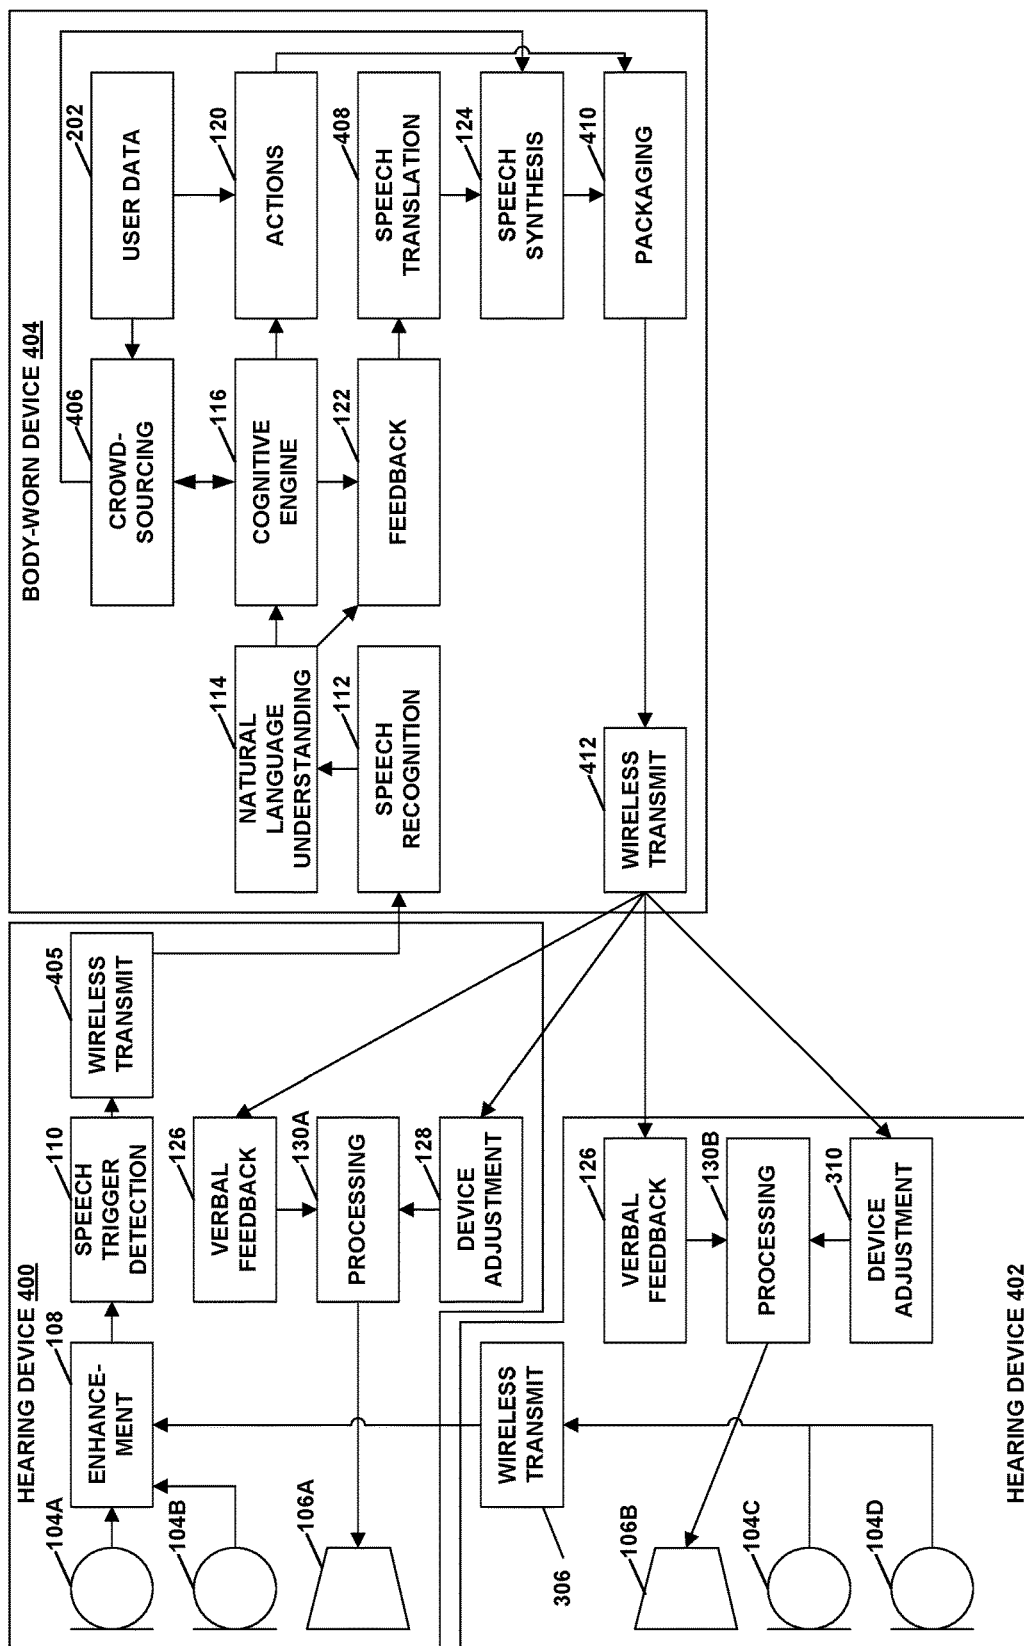 HEARING DEVICE 400
104A
104B
106A
108
ENHANCE-
MENT
110
SPEECH
TRIGGER
DETECTION
405
WIRELESS
TRANSMIT
126
VERBAL
FEEDBACK
130A
PROCESSING
128
DEVICE
ADJUSTMENT
BODY-WORN DEVICE 404
406
CROWD-
SOURCING
202
USER DATA
114
NATURAL
LANGUAGE
UNDERSTANDING
116
COGNITIVE
ENGINE
120
ACTIONS
112
SPEECH
RECOGNITION
122
FEEDBACK
408
SPEECH
TRANSLATION
124
SPEECH
SYNTHESIS
410
PACKAGING
412
WIRELESS
TRANSMIT
306
WIRELESS
TRANSMIT
106B
104C
104D
126
VERBAL
FEEDBACK
130B
PROCESSING
310
DEVICE
ADJUSTMENT
HEARING DEVICE 402